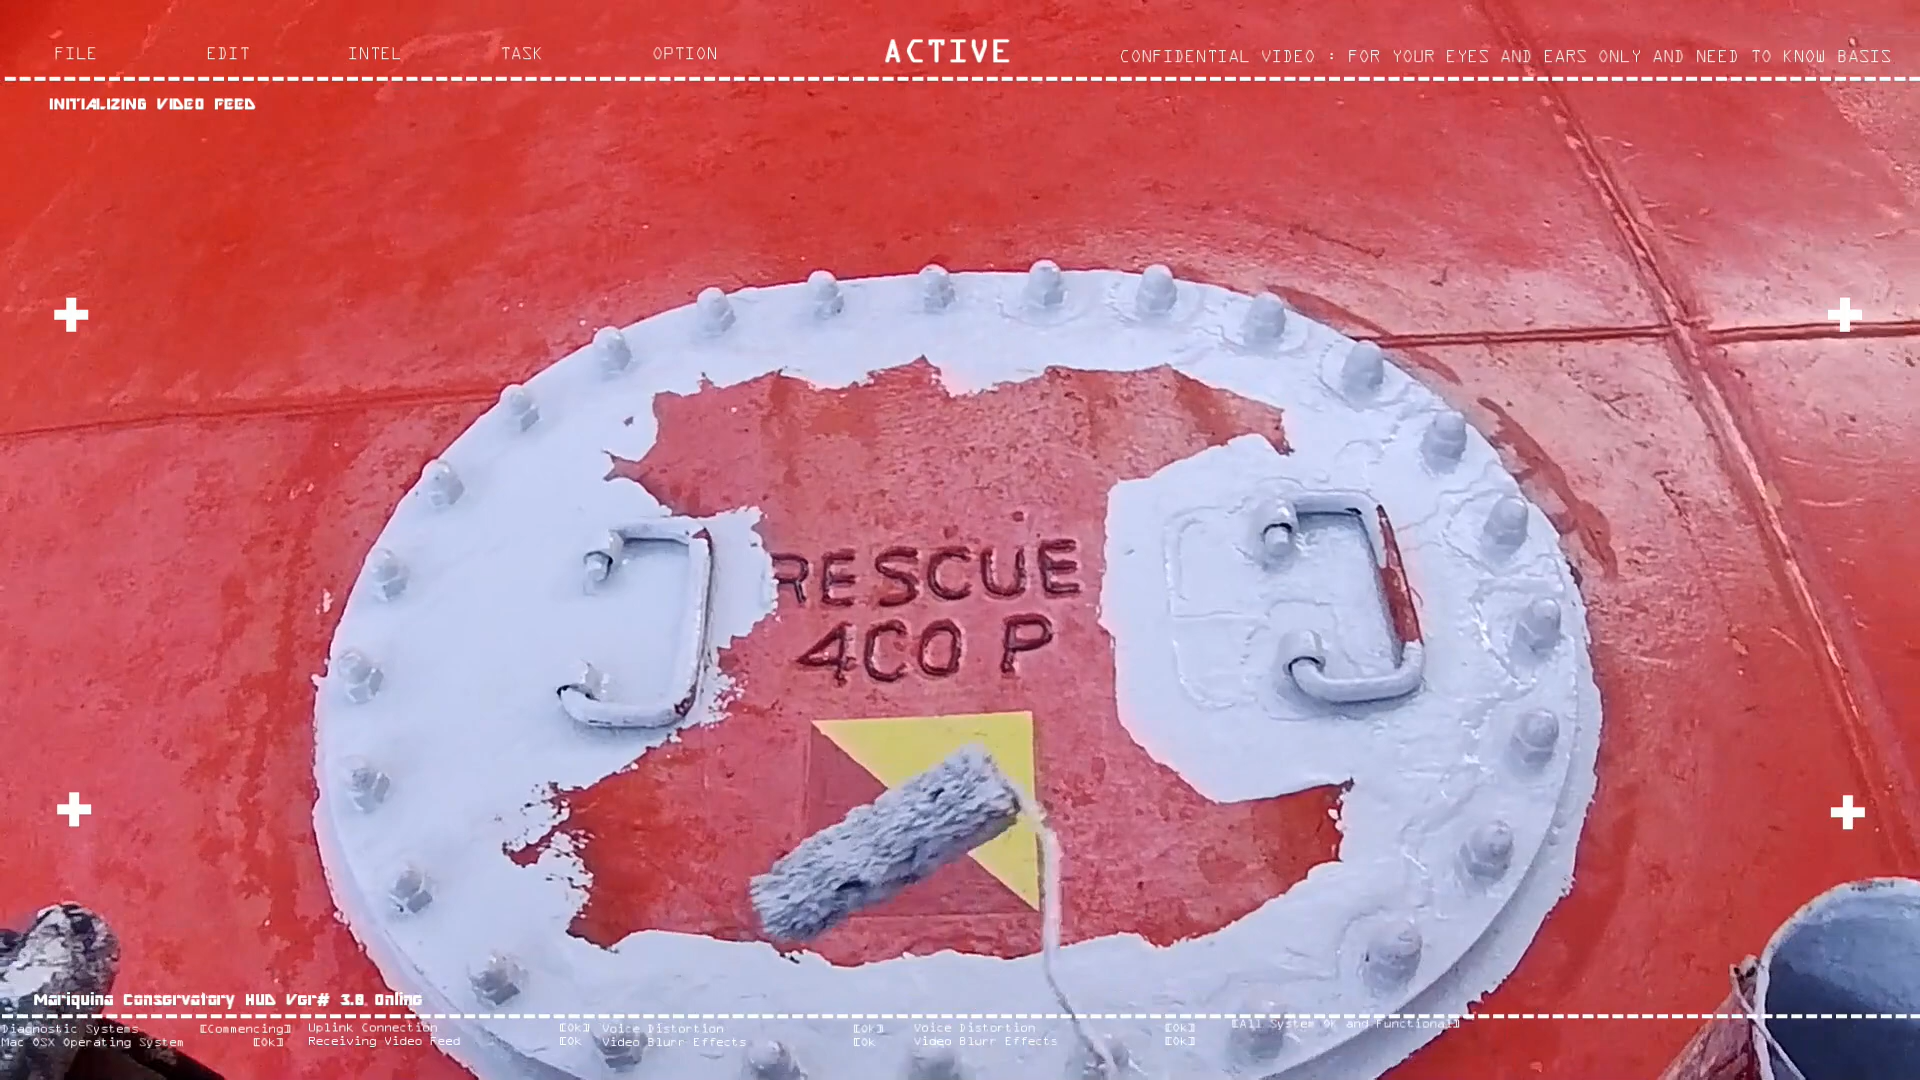 FILE EDIT INTEL TASK OPTION ACTIVE CONFIDENTIAL VIDEO : FOR YOUR EYES AND EARS ONLY AND NEED TO KNOW BASIS
INITIALIZING VIDEO FEED
RESCUE
4CO P
Mariquina Conservatory HUD Ver# 3.8. Online
Diagnostic Systems [Commencing] Uplink Connection [Ok] Voice Distortion [Ok] Voice Distortion [Ok] [All System OK and Functional]
Mac OSX Operating System [Ok] Receiving Video Feed [Ok Video Blurr Effects [Ok Video Blurr Effects [Ok]